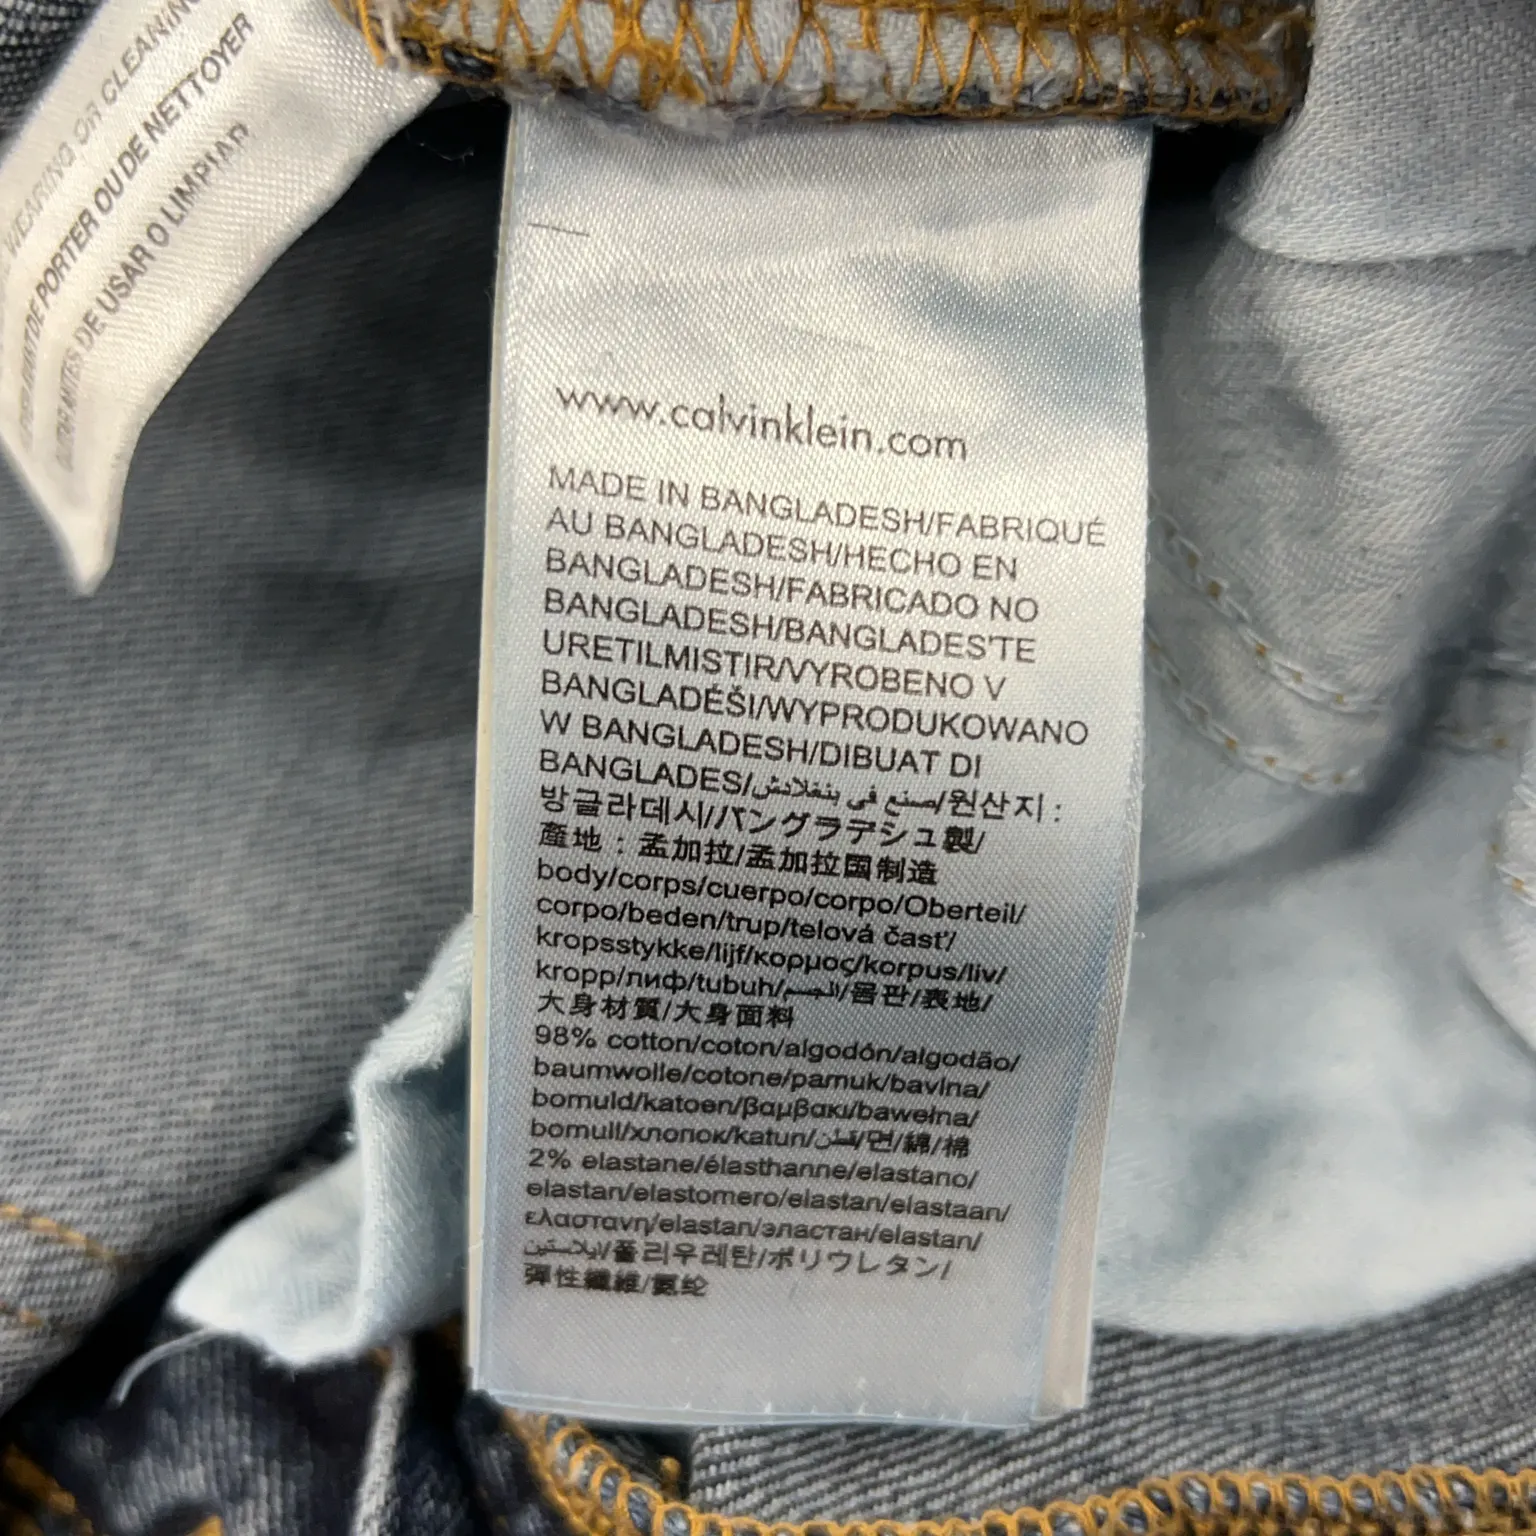 WEARING OR CLEANING
DE PORTER OU DE NETTOYER
DE USAR O LIMPIAR
www.calvinklein.com
MADE IN BANGLADESH/FABRIQUÉ
AU BANGLADESH/HECHO EN
BANGLADESH/FABRICADO NO
BANGLADESH/BANGLADES'TE
URETILMISTIR/VYROBENO V
BANGLADÉŠI/WYPRODUKOWANO
W BANGLADESH/DIBUAT DI
BANGLADES/صنع في بنغلادش/원산지 :
방글라데시/バングラデシュ製/
產地 : 孟加拉/孟加拉国制造
body/corps/cuerpo/corpo/Oberteil/
corpo/beden/trup/telová časť/
kropsstykke/lijf/κορμος/korpus/liv/
kropp/лиф/tubuh/الجسم/몸판/表地/
大身材質/大身面料
98% cotton/coton/algodón/algodão/
baumwolle/cotone/pamuk/bavlna/
bomuld/katoen/βαμβακι/bawełna/
bomull/хлопок/katun/قطن/면/綿/棉
2% elastane/élasthanne/elastano/
elastan/elastomero/elastan/elastaan/
ελαστανη/elastan/эластан/elastan/
إيلاستين/폴리우레탄/ポリウレタン/
彈性纖維/氨纶